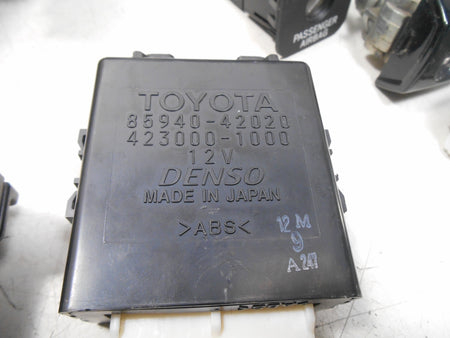 PASSENGER
AIRBAG
TOYOTA
85940-42020
423000-1000
12V
DENSO
MADE IN JAPAN
>ABS<
12 M
9
A 247